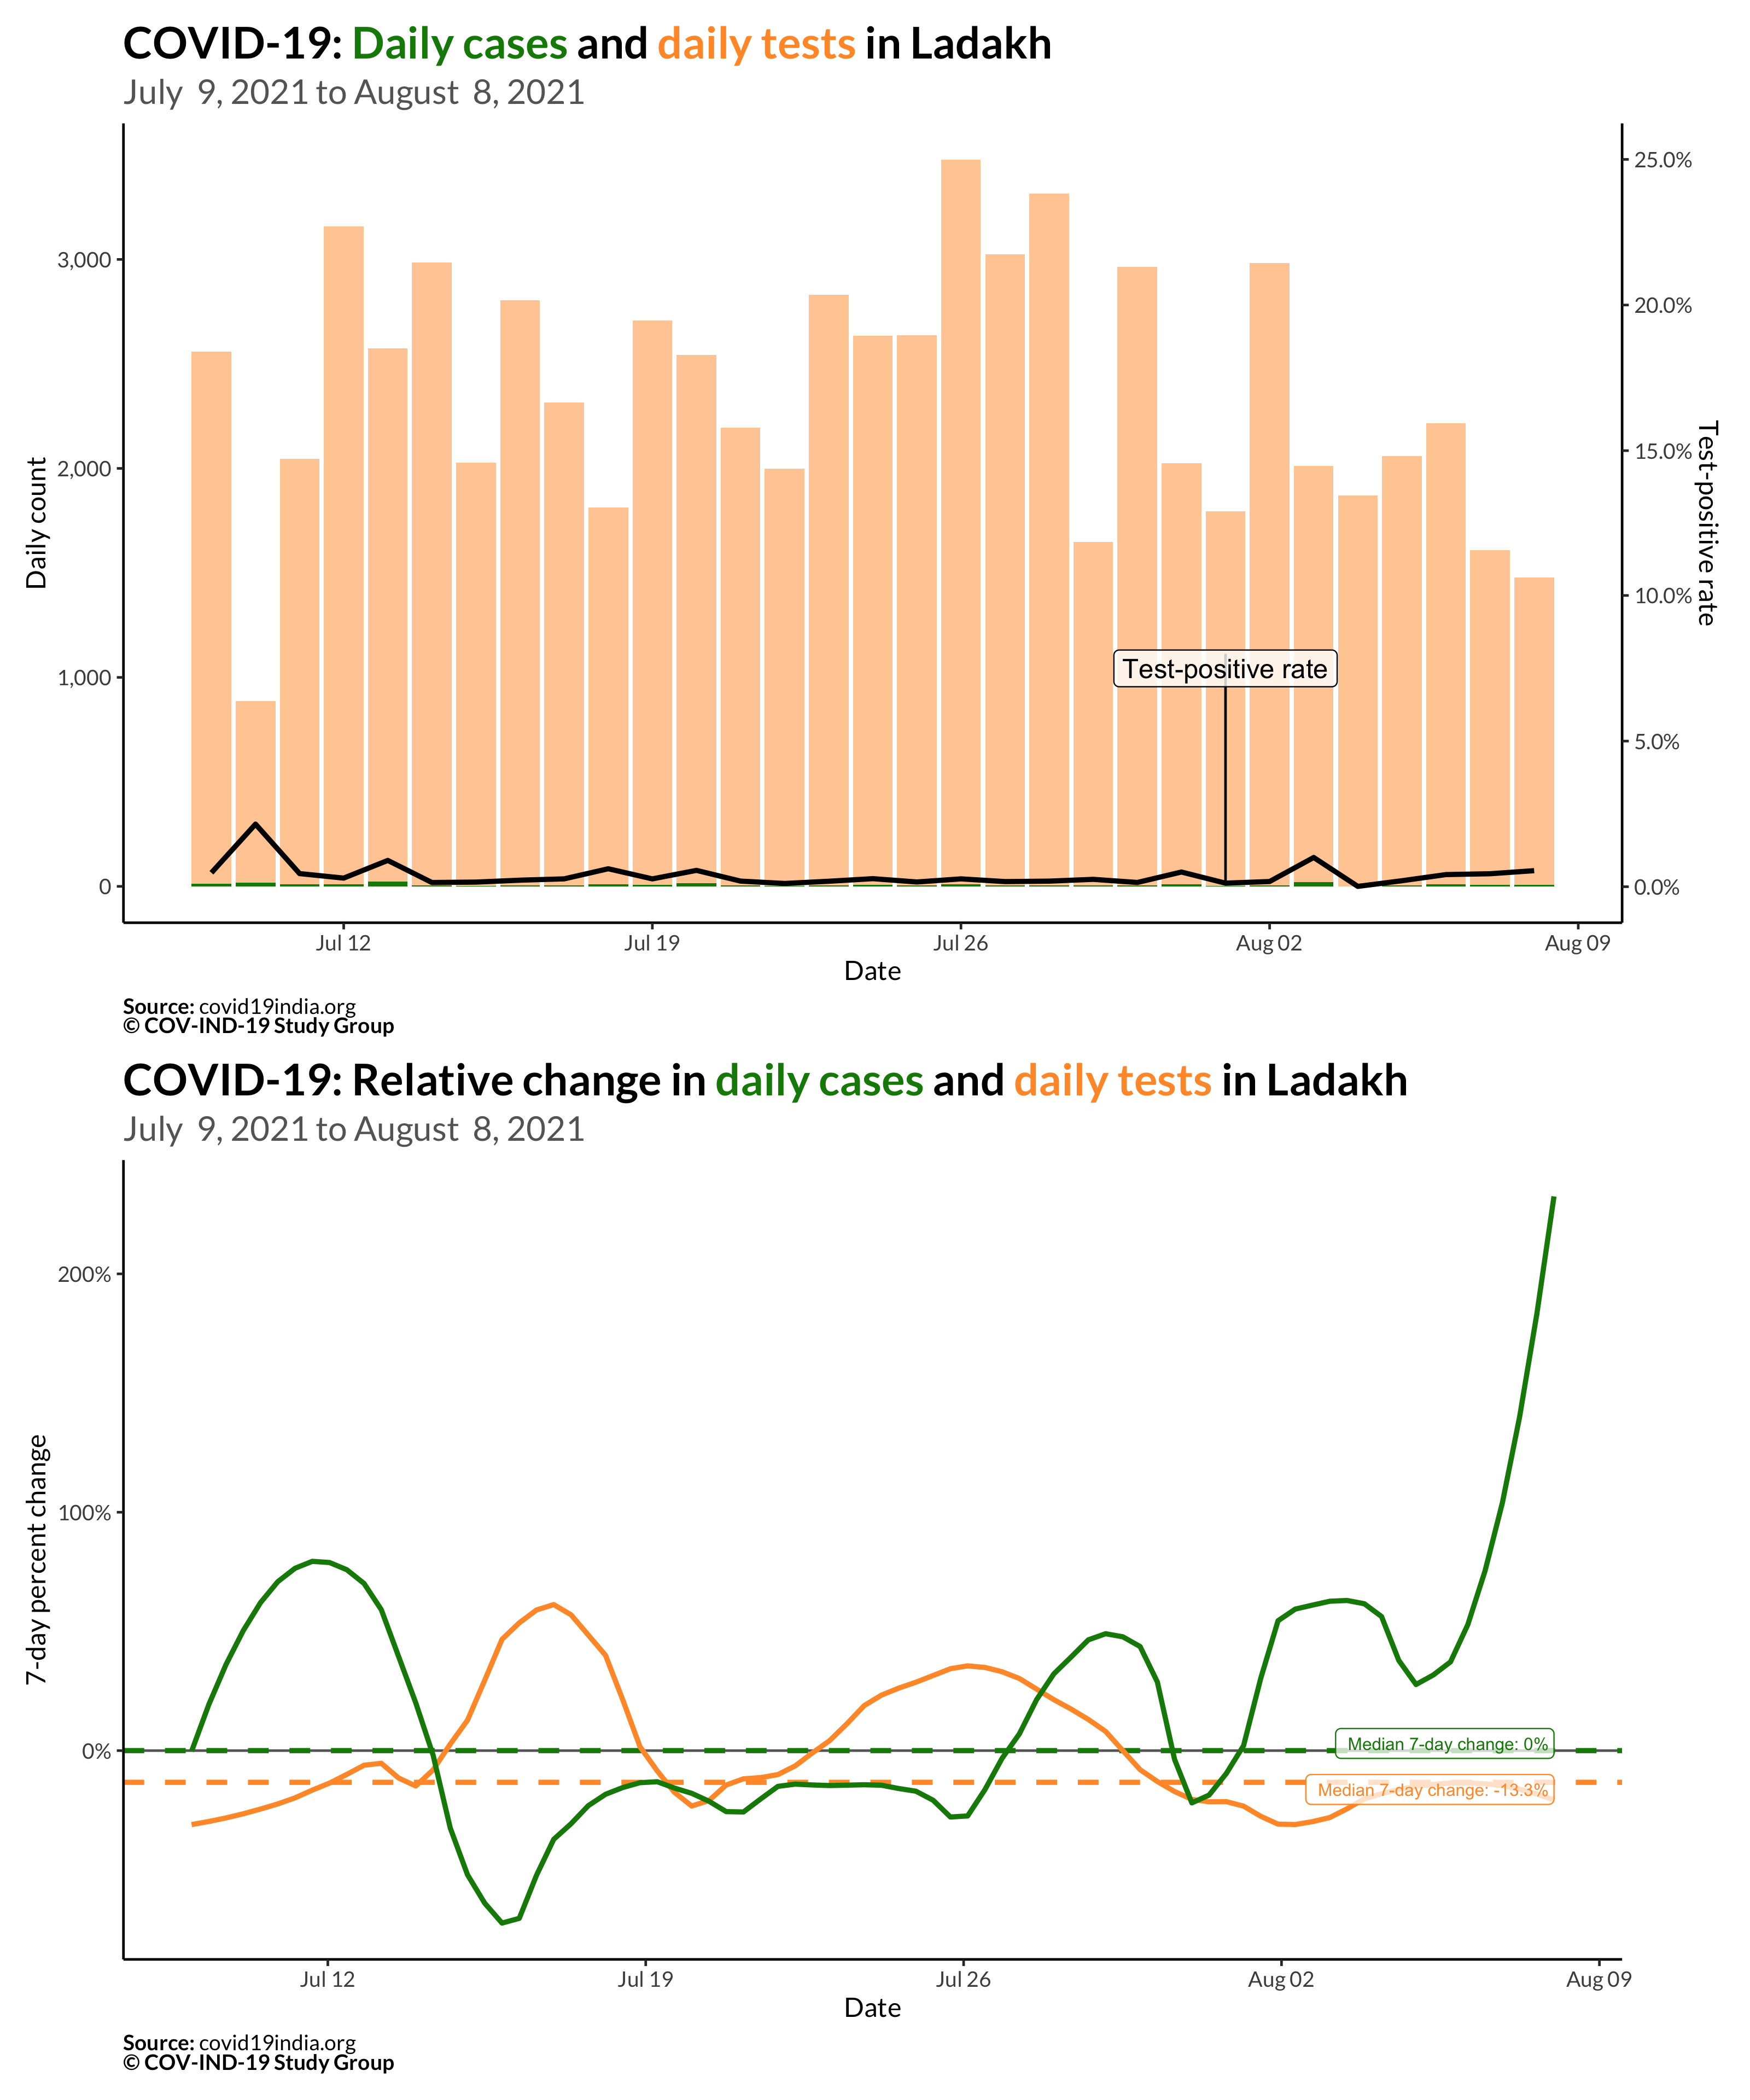 COVID-19: Daily cases and daily tests in Ladakh
July 9, 2021 to August 8, 2021
Daily count
3,000
2,000
1,000
0
25.0%
20.0%
15.0%
10.0%
5.0%
0.0%
Test-positive rate
Test-positive rate
Jul 12
Jul 19
Jul 26
Aug 02
Aug 09
Date
Source: covid19india.org
© COV-IND-19 Study Group
COVID-19: Relative change in daily cases and daily tests in Ladakh
July 9, 2021 to August 8, 2021
7-day percent change
200%
100%
0%
Median 7-day change: 0%
Median 7-day change: -13.3%
Jul 12
Jul 19
Jul 26
Aug 02
Aug 09
Date
Source: covid19india.org
© COV-IND-19 Study Group